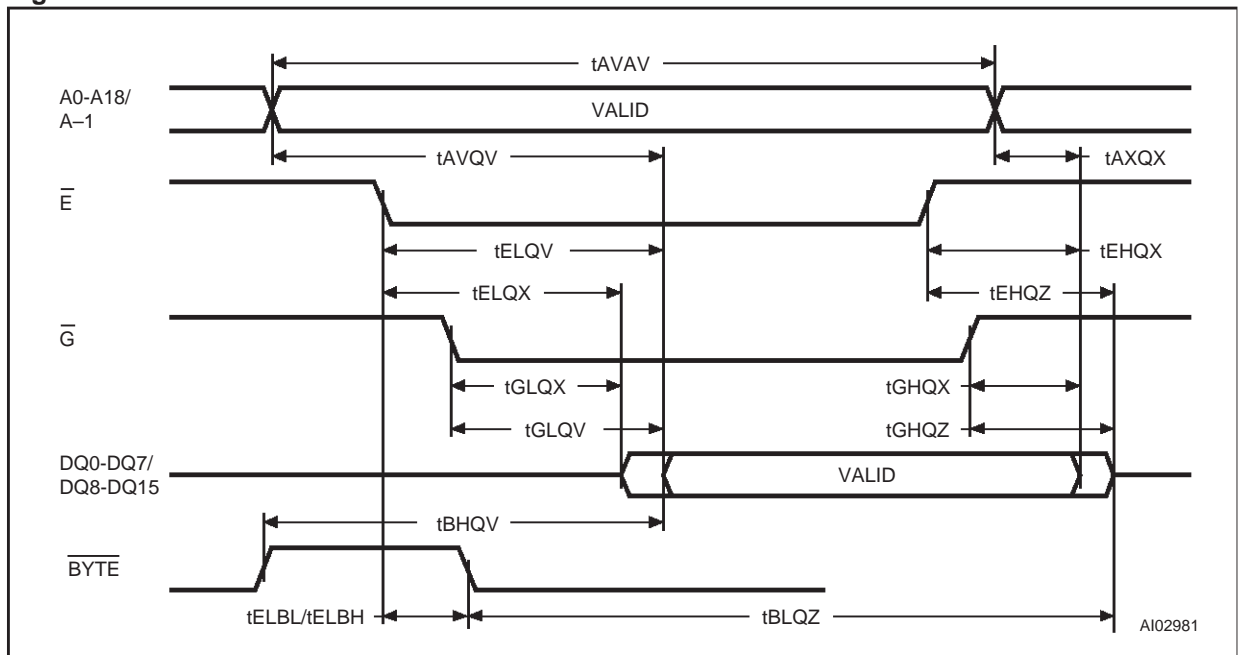 tAVAV
A0-A18/
A–1
VALID
tAVQV
tAXQX
E
tELQV
tEHQX
tELQX
tEHQZ
G
tGLQX
tGHQX
tGLQV
tGHQZ
DQ0-DQ7/
DQ8-DQ15
VALID
tBHQV
BYTE
tELBL/tELBH
tBLQZ
AI02981